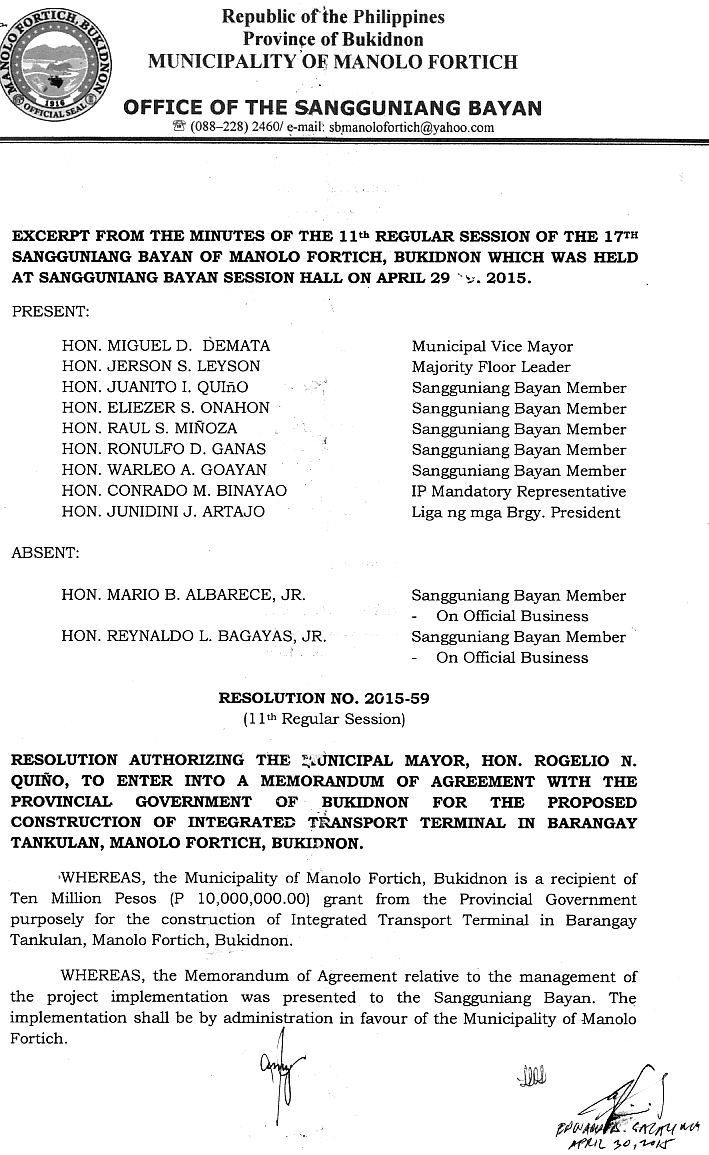 MANOLO FORTICH, BUKIDNON
1916
OFFICIAL SEAL
Republic of the Philippines
Province of Bukidnon
MUNICIPALITY OF MANOLO FORTICH
OFFICE OF THE SANGGUNIANG BAYAN
☏ (088–228) 2460/ e-mail: sbmanolofortich@yahoo.com
EXCERPT FROM THE MINUTES OF THE 11th REGULAR SESSION OF THE 17TH
SANGGUNIANG BAYAN OF MANOLO FORTICH, BUKIDNON WHICH WAS HELD
AT SANGGUNIANG BAYAN SESSION HALL ON APRIL 29 . 2015.
PRESENT:
HON. MIGUEL D. DEMATA Municipal Vice Mayor
HON. JERSON S. LEYSON Majority Floor Leader
HON. JUANITO I. QUIñO Sangguniang Bayan Member
HON. ELIEZER S. ONAHON Sangguniang Bayan Member
HON. RAUL S. MIÑOZA Sangguniang Bayan Member
HON. RONULFO D. GANAS Sangguniang Bayan Member
HON. WARLEO A. GOAYAN Sangguniang Bayan Member
HON. CONRADO M. BINAYAO IP Mandatory Representative
HON. JUNIDINI J. ARTAJO Liga ng mga Brgy. President
ABSENT:
HON. MARIO B. ALBARECE, JR. Sangguniang Bayan Member
- On Official Business
HON. REYNALDO L. BAGAYAS, JR. Sangguniang Bayan Member
- On Official Business
RESOLUTION NO. 2015-59
(11th Regular Session)
RESOLUTION AUTHORIZING THE MUNICIPAL MAYOR, HON. ROGELIO N.
QUIÑO, TO ENTER INTO A MEMORANDUM OF AGREEMENT WITH THE
PROVINCIAL GOVERNMENT OF BUKIDNON FOR THE PROPOSED
CONSTRUCTION OF INTEGRATED TRANSPORT TERMINAL IN BARANGAY
TANKULAN, MANOLO FORTICH, BUKIDNON.
WHEREAS, the Municipality of Manolo Fortich, Bukidnon is a recipient of
Ten Million Pesos (P 10,000,000.00) grant from the Provincial Government
purposely for the construction of Integrated Transport Terminal in Barangay
Tankulan, Manolo Fortich, Bukidnon.
WHEREAS, the Memorandum of Agreement relative to the management of
the project implementation was presented to the Sangguniang Bayan. The
implementation shall be by administration in favour of the Municipality of Manolo
Fortich.
APRIL 30, 2015